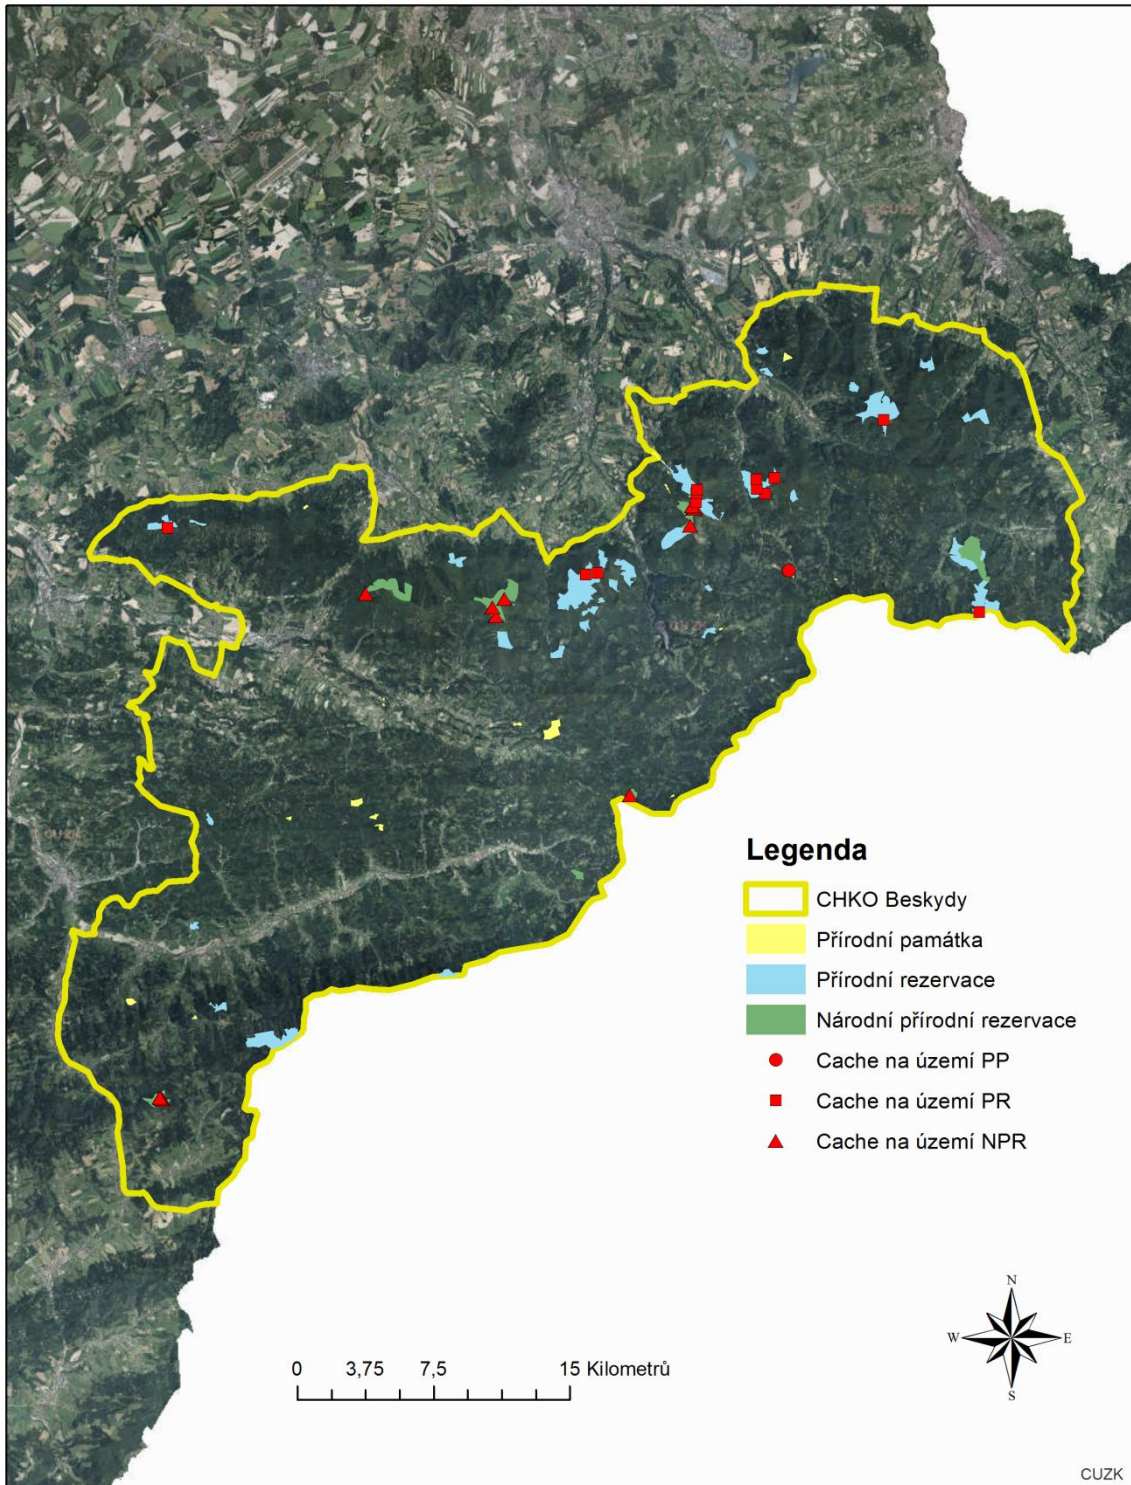 © CUZK
Legenda
CHKO Beskydy
Přírodní památka
Přírodní rezervace
Národní přírodní rezervace
Cache na území PP
Cache na území PR
Cache na území NPR
N
W E
S
0 3,75 7,5 15 Kilometrů
CUZK